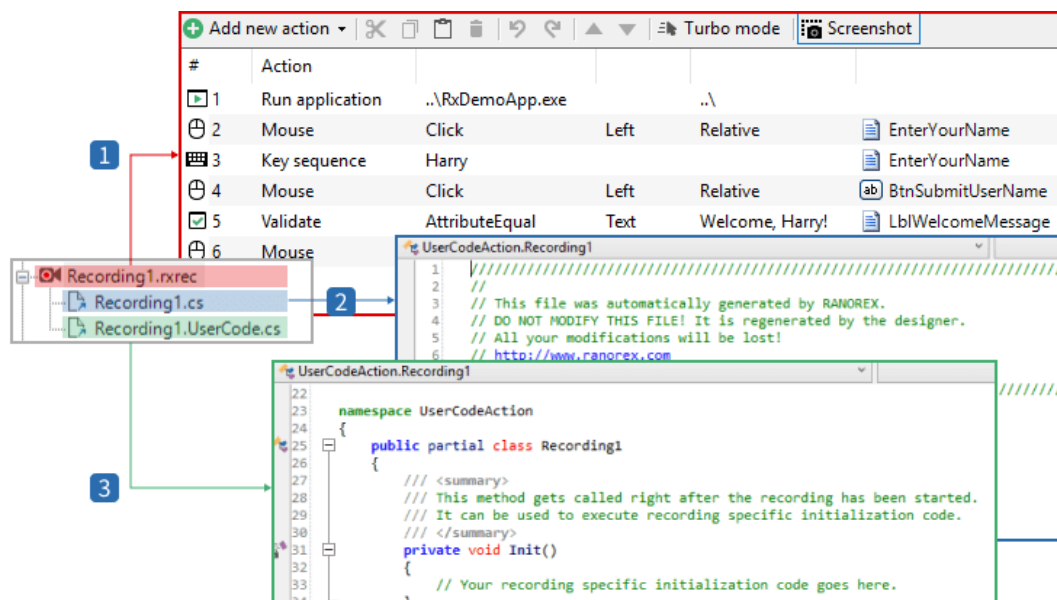 Add new action Turbo mode Screenshot
# Action
1 Run application ..\RxDemoApp.exe ..\
2 Mouse Click Left Relative EnterYourName
3 Key sequence Harry EnterYourName
4 Mouse Click Left Relative ab BtnSubmitUserName
5 Validate AttributeEqual Text Welcome, Harry! LblWelcomeMessage
6 Mouse
1
Recording1.rxrec
Recording1.cs
Recording1.UserCode.cs
2
UserCodeAction.Recording1
1
2 //
3 // This file was automatically generated by RANOREX.
4 // DO NOT MODIFY THIS FILE! It is regenerated by the designer.
5 // All your modifications will be lost!
6 // http://www.ranorex.com
3
UserCodeAction.Recording1
22
23 namespace UserCodeAction
24 {
25 public partial class Recording1
26 {
27 /// <summary>
28 /// This method gets called right after the recording has been started.
29 /// It can be used to execute recording specific initialization code.
30 /// </summary>
31 private void Init()
32 {
33 // Your recording specific initialization code goes here.